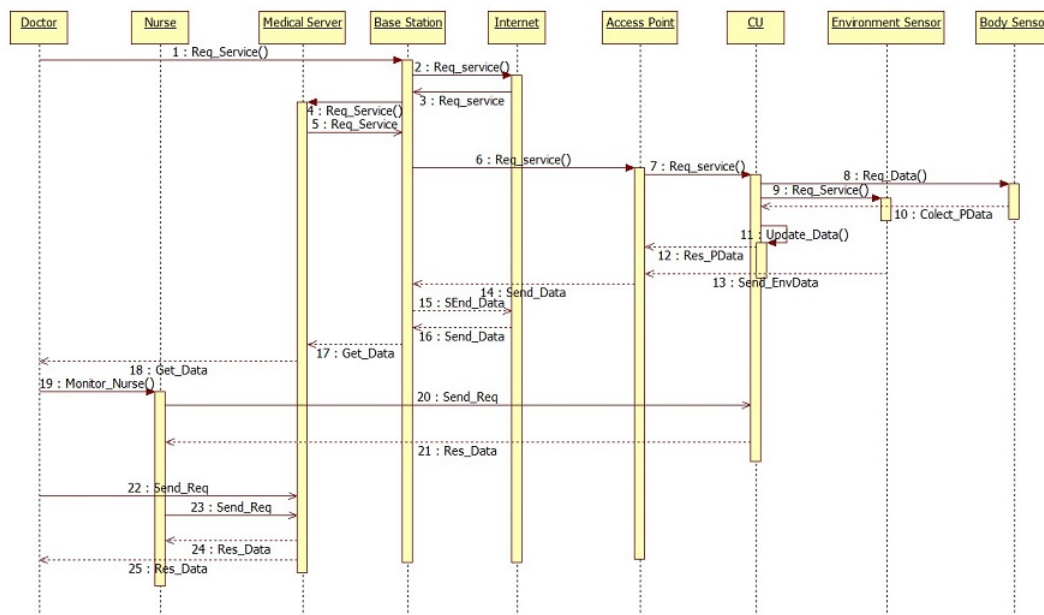 Doctor
Nurse
Medical Server
Base Station
Internet
Access Point
CU
Environment Sensor
Body Senso
1 : Req_Service()
2 : Req_service()
3 : Req_service
4 : Req_Service()
5 : Req_Service
6 : Req_service()
7 : Req_service()
8 : Req_Data()
9 : Req_Service()
10 : Colect_PData
11 : Update_Data()
12 : Res_PData
13 : Send_EnvData
14 : Send_Data
15 : SEnd_Data
16 : Send_Data
17 : Get_Data
18 : Get_Data
19 : Monitor_Nurse()
20 : Send_Req
21 : Res_Data
22 : Send_Req
23 : Send_Req
24 : Res_Data
25 : Res_Data